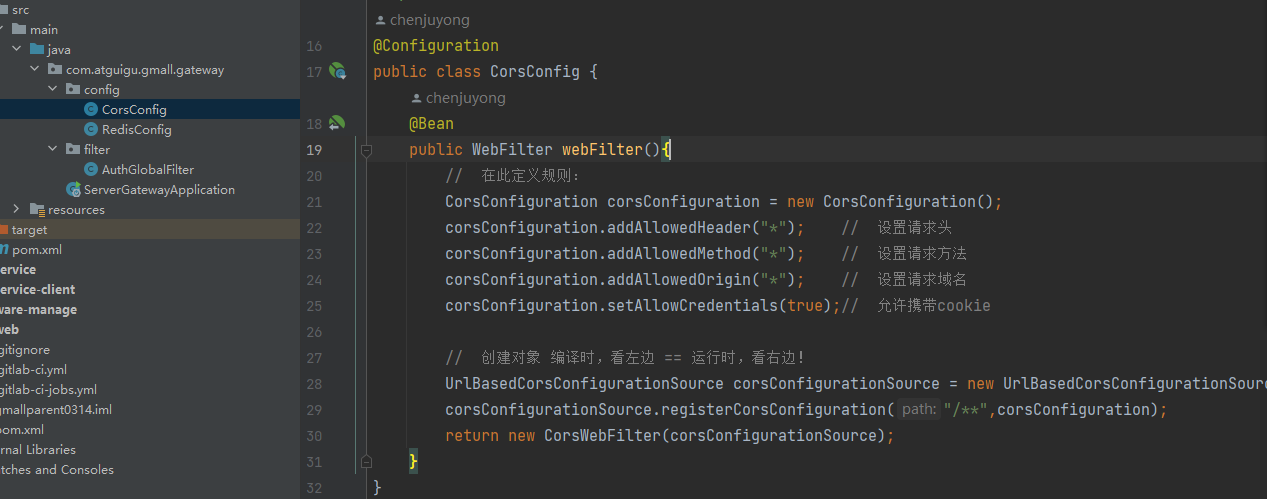 src
main
java
com.atguigu.gmall.gateway
config
CorsConfig
RedisConfig
filter
AuthGlobalFilter
ServerGatewayApplication
resources
target
pom.xml
ervice
ervice-client
ware-manage
web
gitignore
gitlab-ci.yml
gitlab-ci-jobs.yml
gmallparent0314.iml
pom.xml
rnal Libraries
atches and Consoles
chenjuyong
16 @Configuration
17 public class CorsConfig {
chenjuyong
18 @Bean
19 public WebFilter webFilter(){
20 // 在此定义规则:
21 CorsConfiguration corsConfiguration = new CorsConfiguration();
22 corsConfiguration.addAllowedHeader("*"); // 设置请求头
23 corsConfiguration.addAllowedMethod("*"); // 设置请求方法
24 corsConfiguration.addAllowedOrigin("*"); // 设置请求域名
25 corsConfiguration.setAllowCredentials(true);// 允许携带cookie
26
27 // 创建对象 编译时，看左边 == 运行时，看右边!
28 UrlBasedCorsConfigurationSource corsConfigurationSource = new UrlBasedCorsConfigurationSour
29 corsConfigurationSource.registerCorsConfiguration( path: "/**",corsConfiguration);
30 return new CorsWebFilter(corsConfigurationSource);
31 }
32 }